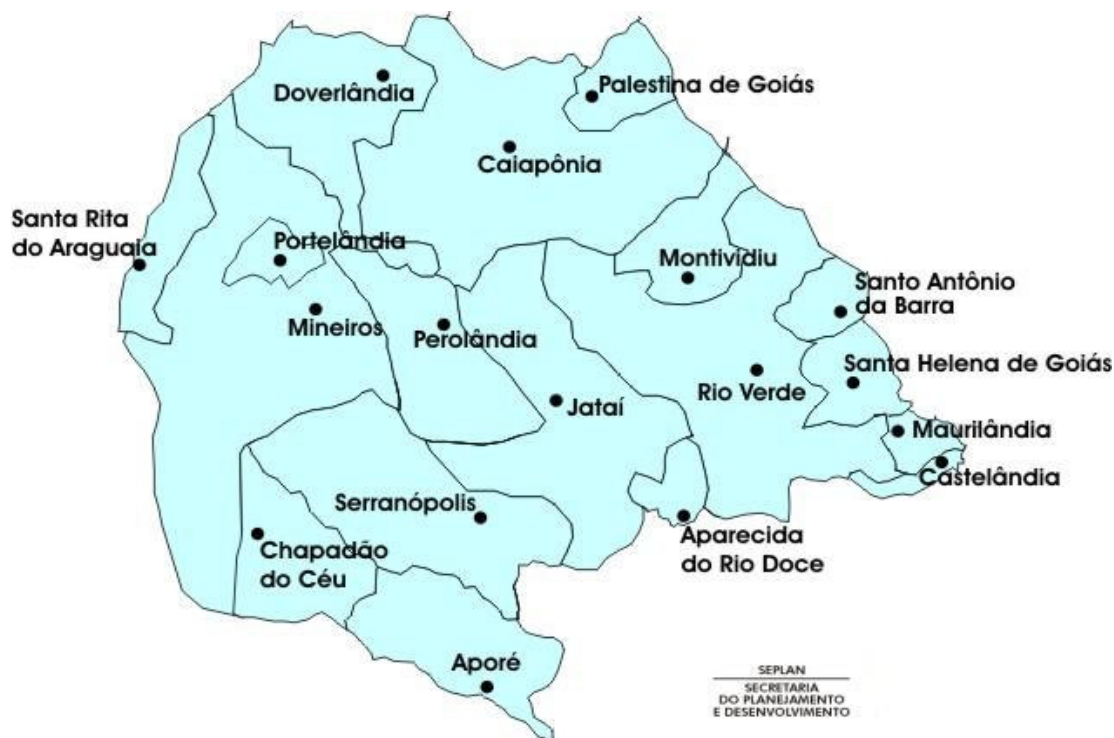 Doverlândia
Palestina de Goiás
Caiapônia
Santa Rita
do Araguaia
Portelândia
Montividiu
Santo Antônio
da Barra
Mineiros
Perolândia
Santa Helena de Goiás
Rio Verde
Jataí
Maurilândia
Castelândia
Serranópolis
Aparecida
do Rio Doce
Chapadão
do Céu
Aporé
SEPLAN
SECRETARIA
DO PLANEJAMENTO
E DESENVOLVIMENTO